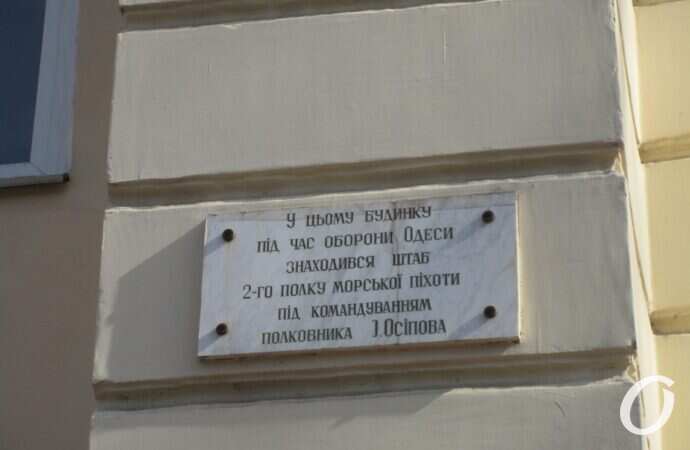 У ЦЬОМУ БУДИНКУ
ПІД ЧАС ОБОРОНИ ОДЕСИ
ЗНАХОДИВСЯ ШТАБ
2-ГО ПОЛКУ МОРСЬКОЇ ПІХОТИ
ПІД КОМАНДУВАННЯМ
ПОЛКОВНИКА І.ОСІПОВА